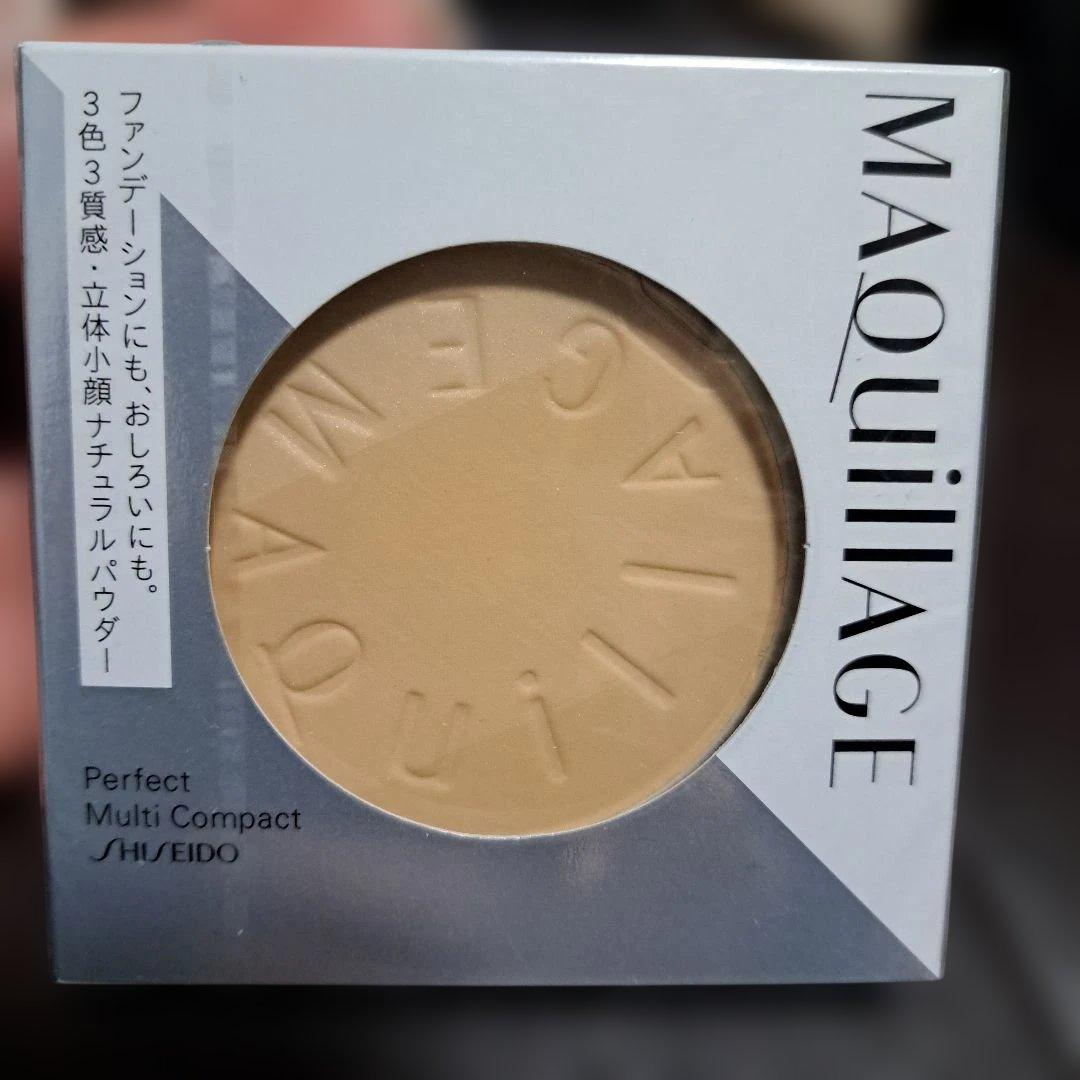 MAQUillAGE
ファンデーションにも、おしろいにも。
3色3質感・立体小顔ナチュラルパウダー
MAQUillAGE
Perfect
Multi Compact
SHISEIDO